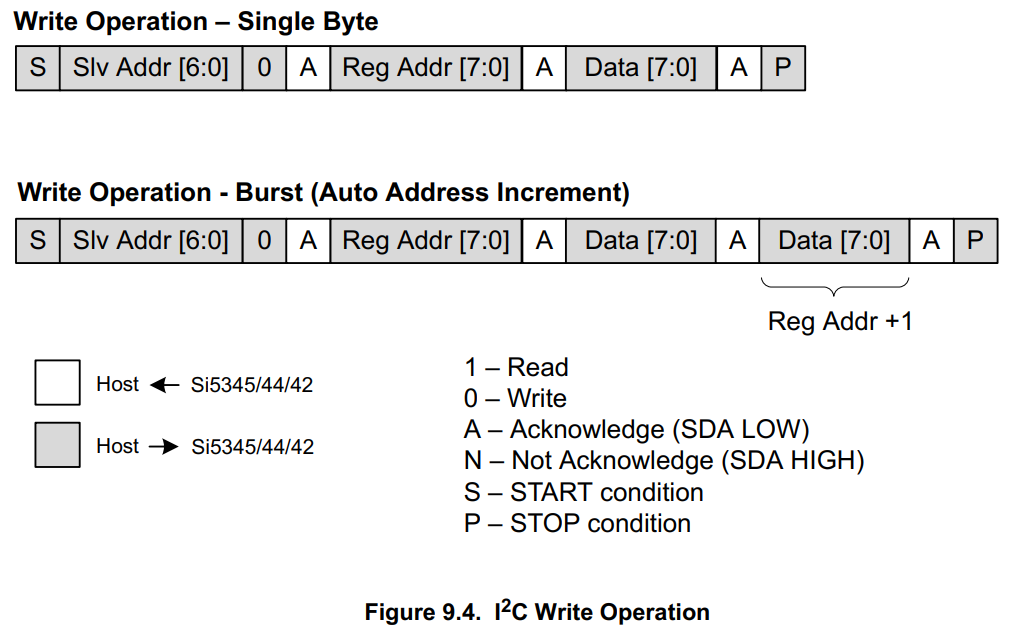 Write Operation – Single Byte
S Slv Addr [6:0] 0 A Reg Addr [7:0] A Data [7:0] A P
Write Operation - Burst (Auto Address Increment)
S Slv Addr [6:0] 0 A Reg Addr [7:0] A Data [7:0] A Data [7:0] A P
Reg Addr +1
Host ← Si5345/44/42
Host → Si5345/44/42
1 – Read
0 – Write
A – Acknowledge (SDA LOW)
N – Not Acknowledge (SDA HIGH)
S – START condition
P – STOP condition
Figure 9.4. I²C Write Operation